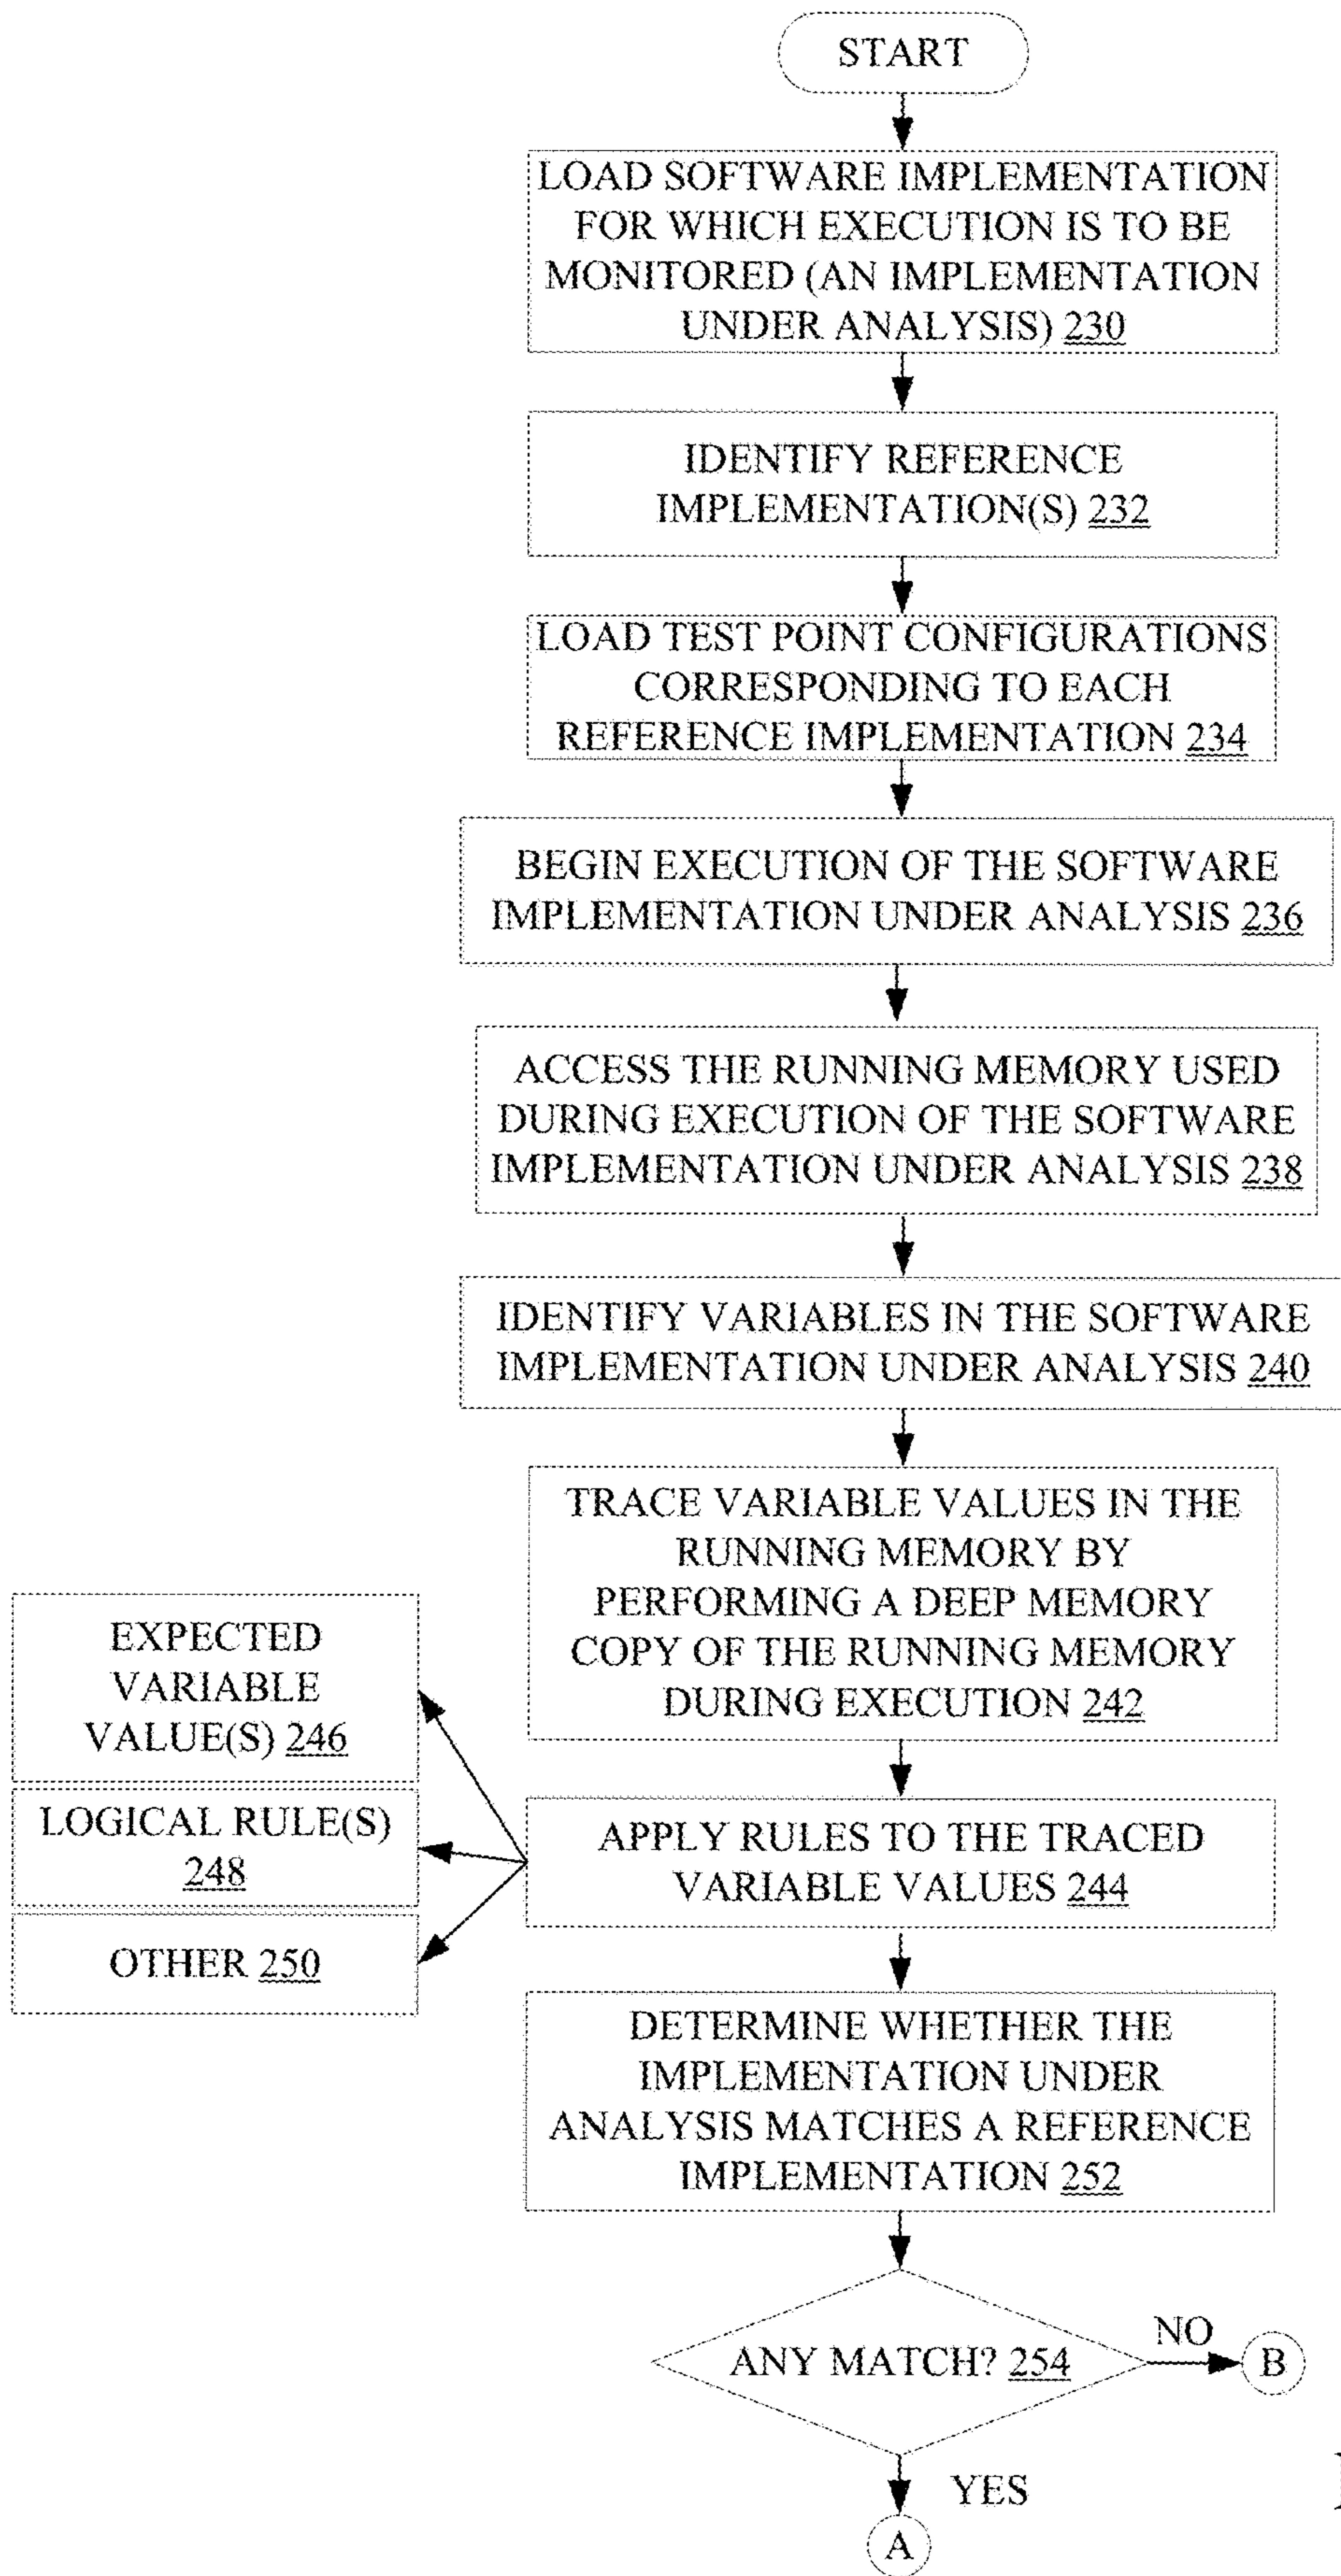 START
LOAD SOFTWARE IMPLEMENTATION
FOR WHICH EXECUTION IS TO BE
MONITORED (AN IMPLEMENTATION
UNDER ANALYSIS) 230
IDENTIFY REFERENCE
IMPLEMENTATION(S) 232
LOAD TEST POINT CONFIGURATIONS
CORRESPONDING TO EACH
REFERENCE IMPLEMENTATION 234
BEGIN EXECUTION OF THE SOFTWARE
IMPLEMENTATION UNDER ANALYSIS 236
ACCESS THE RUNNING MEMORY USED
DURING EXECUTION OF THE SOFTWARE
IMPLEMENTATION UNDER ANALYSIS 238
IDENTIFY VARIABLES IN THE SOFTWARE
IMPLEMENTATION UNDER ANALYSIS 240
TRACE VARIABLE VALUES IN THE
RUNNING MEMORY BY
PERFORMING A DEEP MEMORY
COPY OF THE RUNNING MEMORY
DURING EXECUTION 242
EXPECTED
VARIABLE
VALUE(S) 246
LOGICAL RULE(S)
248
OTHER 250
APPLY RULES TO THE TRACED
VARIABLE VALUES 244
DETERMINE WHETHER THE
IMPLEMENTATION UNDER
ANALYSIS MATCHES A REFERENCE
IMPLEMENTATION 252
ANY MATCH? 254
NO
B
YES
A